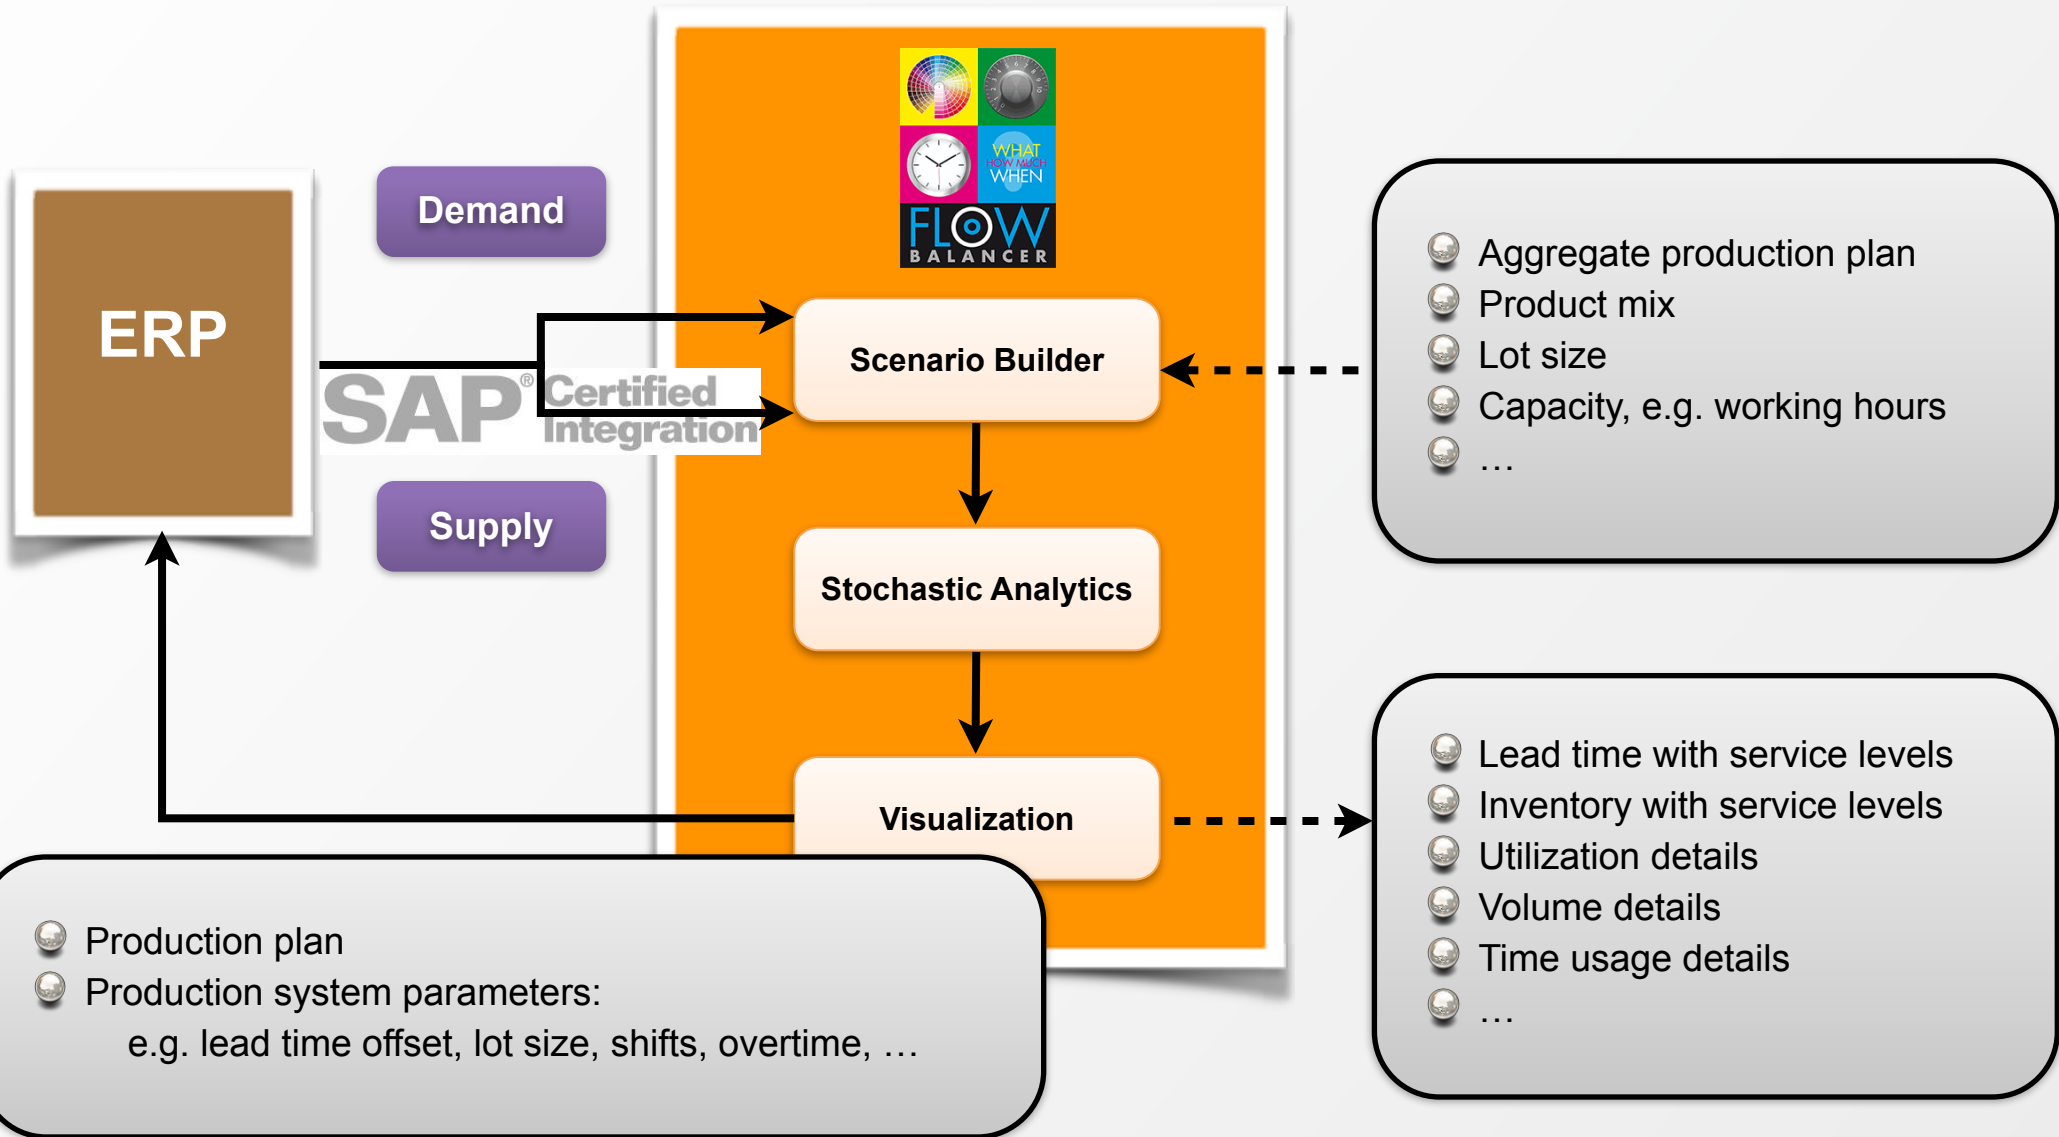 WHAT
HOW MUCH
WHEN
FLOW
BALANCER
ERP
Demand
SAP® Certified
Integration
Supply
Scenario Builder
Stochastic Analytics
Visualization
Aggregate production plan
Product mix
Lot size
Capacity, e.g. working hours
…
Lead time with service levels
Inventory with service levels
Utilization details
Volume details
Time usage details
…
Production plan
Production system parameters:
e.g. lead time offset, lot size, shifts, overtime, …